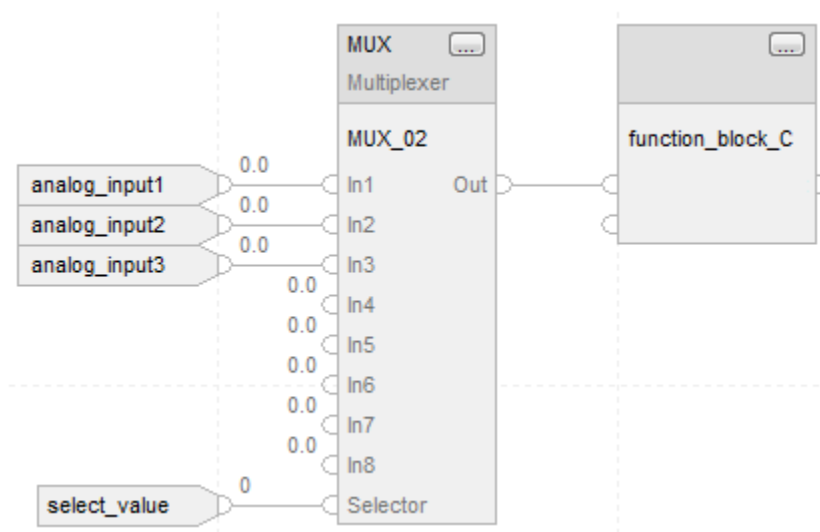 MUX ...
Multiplexer
...
MUX_02
function_block_C
analog_input1 0.0 In1 Out
analog_input2 0.0 In2
analog_input3 0.0 In3
0.0 In4
0.0 In5
0.0 In6
0.0 In7
0.0 In8
select_value 0 Selector